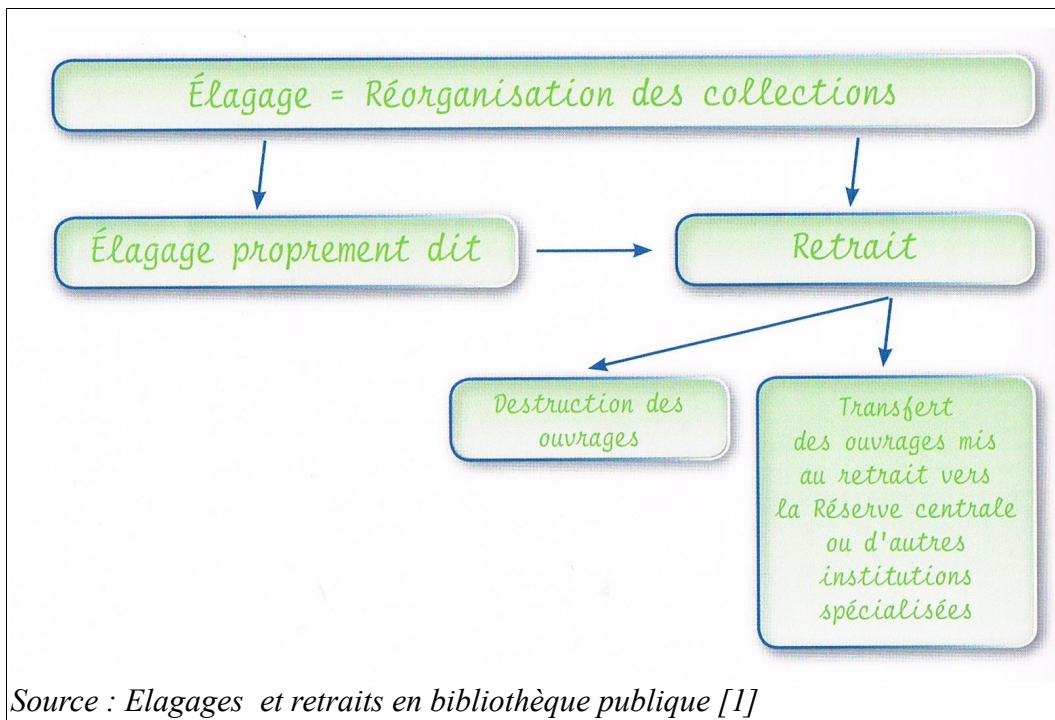 Élagage = Réorganisation des collections
Élagage proprement dit
Retrait
Destruction des
ouvrages
Transfert
des ouvrages mis
au retrait vers
la Réserve centrale
ou d'autres
institutions
spécialisées
Source : Elagages et retraits en bibliothèque publique [1]